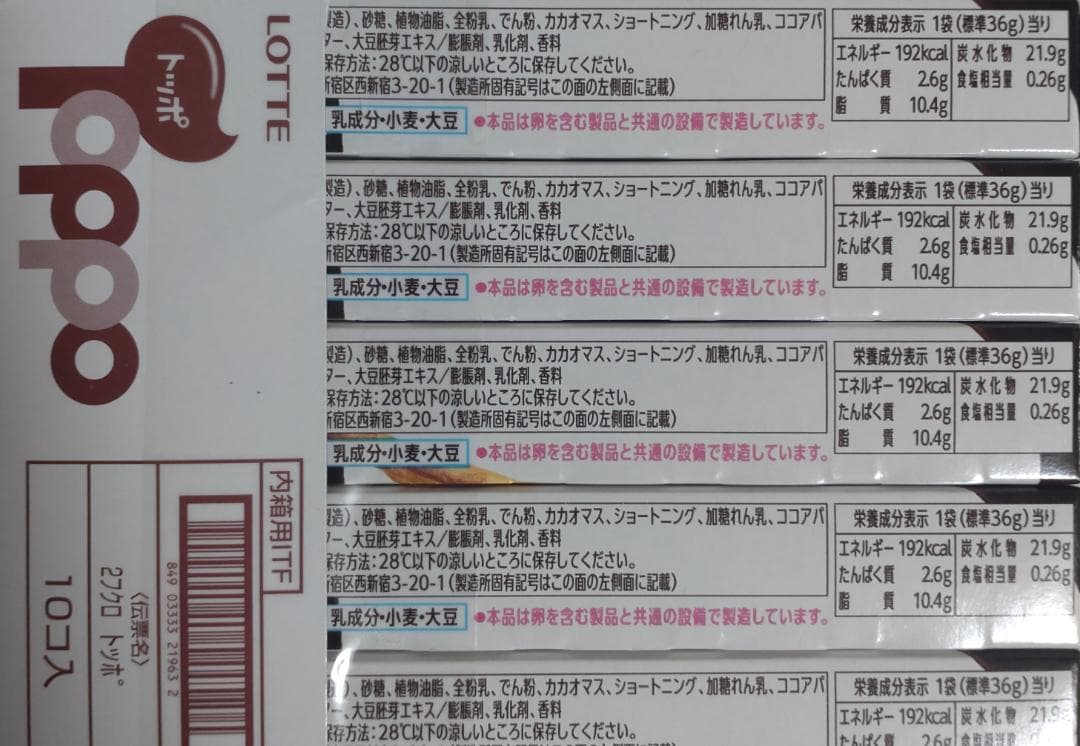 LOTTE
トッポ
Toppo
内箱用ITF
849 03333 21963 2
〈伝票名〉
2フクロ トッポ
10コ入
製造)、砂糖、植物油脂、全粉乳、でん粉、カカオマス、ショートニング、加糖れん乳、ココアパ
ター、大豆胚芽エキス/膨脹剤、乳化剤、香料
保存方法:28℃以下の涼しいところに保存してください。
宿区西新宿3-20-1(製造所固有記号はこの面の左側面に記載)
乳成分・小麦・大豆 ●本品は卵を含む製品と共通の設備で製造しています。
栄養成分表示 1袋(標準36g)当り
エネルギー 192kcal 炭水化物 21.9g
たんぱく質 2.6g 食塩相当量 0.26g
脂質 10.4g
製造)、砂糖、植物油脂、全粉乳、でん粉、カカオマス、ショートニング、加糖れん乳、ココアパ
ター、大豆胚芽エキス/膨脹剤、乳化剤、香料
保存方法:28℃以下の涼しいところに保存してください。
宿区西新宿3-20-1(製造所固有記号はこの面の左側面に記載)
乳成分・小麦・大豆 ●本品は卵を含む製品と共通の設備で製造しています。
栄養成分表示 1袋(標準36g)当り
エネルギー 192kcal 炭水化物 21.9g
たんぱく質 2.6g 食塩相当量 0.26g
脂質 10.4g
製造)、砂糖、植物油脂、全粉乳、でん粉、カカオマス、ショートニング、加糖れん乳、ココアパ
ター、大豆胚芽エキス/膨脹剤、乳化剤、香料
保存方法:28℃以下の涼しいところに保存してください。
宿区西新宿3-20-1(製造所固有記号はこの面の左側面に記載)
乳成分・小麦・大豆 ●本品は卵を含む製品と共通の設備で製造しています。
栄養成分表示 1袋(標準36g)当り
エネルギー 192kcal 炭水化物 21.9g
たんぱく質 2.6g 食塩相当量 0.26g
脂質 10.4g
製造)、砂糖、植物油脂、全粉乳、でん粉、カカオマス、ショートニング、加糖れん乳、ココアパ
ー、大豆胚芽エキス/膨脹剤、乳化剤、香料
保存方法:28℃以下の涼しいところに保存してください。
宿区西新宿3-20-1(製造所固有記号はこの面の左側面に記載)
乳成分・小麦・大豆 ●本品は卵を含む製品と共通の設備で製造しています。
栄養成分表示 1袋(標準36g)当り
エネルギー 192kcal 炭水化物 21.9g
たんぱく質 2.6g 食塩相当量 0.26g
脂質 10.4g
)、砂糖、植物油脂、全粉乳、でん粉、カカオマス、ショートニング、加糖れん乳、ココアパ
、大豆胚芽エキス/膨脹剤、乳化剤、香料
保存方法:28℃以下の涼しいところに保存してください。
栄養成分表示 1袋(標準36g)当り
エネルギー 192kcal 炭水化物 21.9
たんぱく質 2.6g